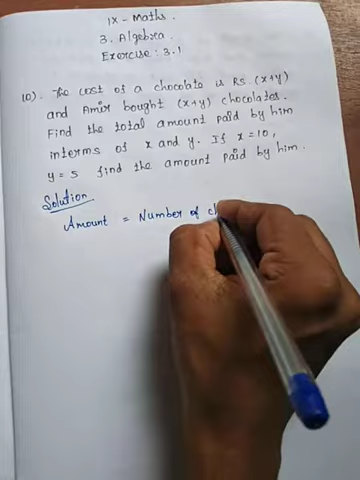 IX - Maths.
3. Algebra
Exercise: 3.1
10). The cost of a chocolate is RS. (x+y)
and Amir bought (x+y) chocolates.
Find the total amount paid by him
interms of x and y. If x = 10,
y = 5 find the amount paid by him.
Solution
Amount = Number of ch